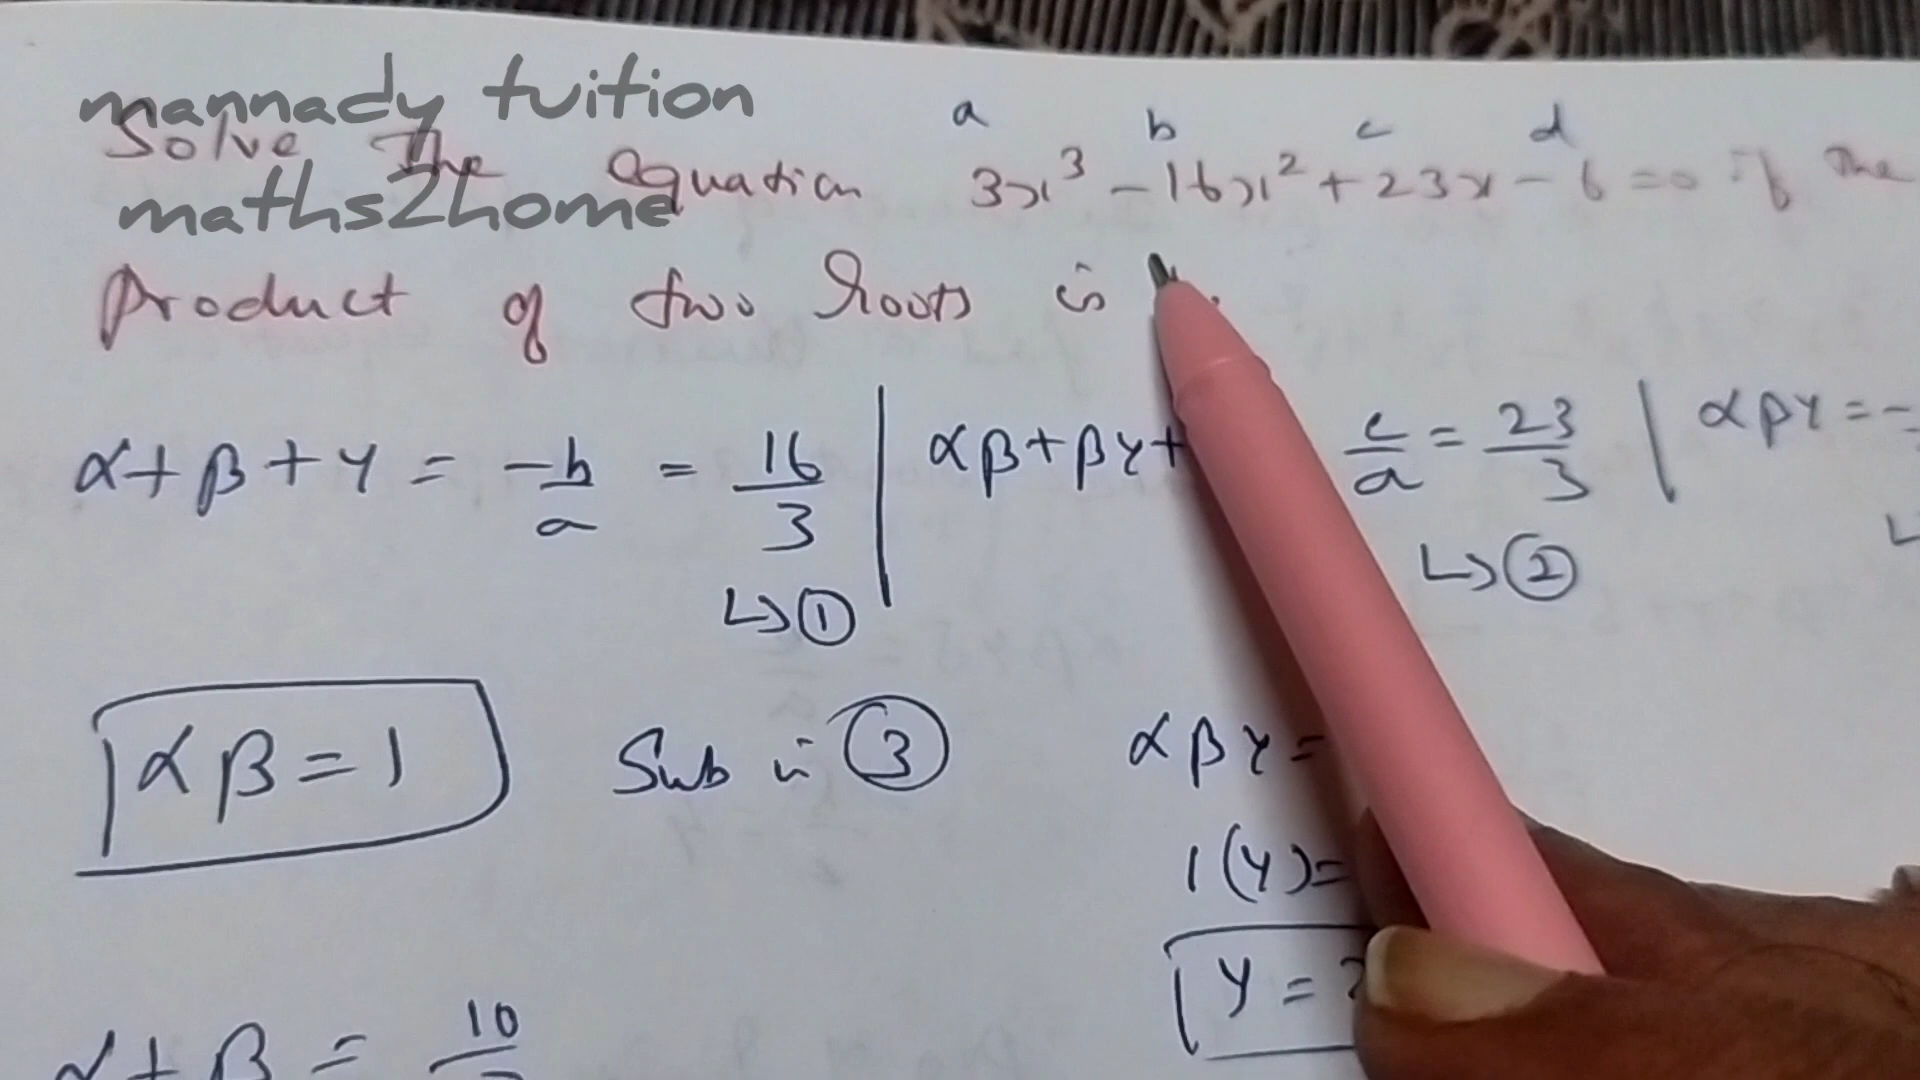 mannady tuition
maths2home
a b c d
Solve the equation 3x³ - 16x² + 23x - 6 = 0 if the
product of two roots is
α + β + γ = -b/a = 16/3 | αβ + βγ + c/a = 23/3 | αβγ = -
↳ ① ↳ ② ↳
αβ = 1 Sub in ③ αβγ =
1(γ) =
γ =
α + β = 10